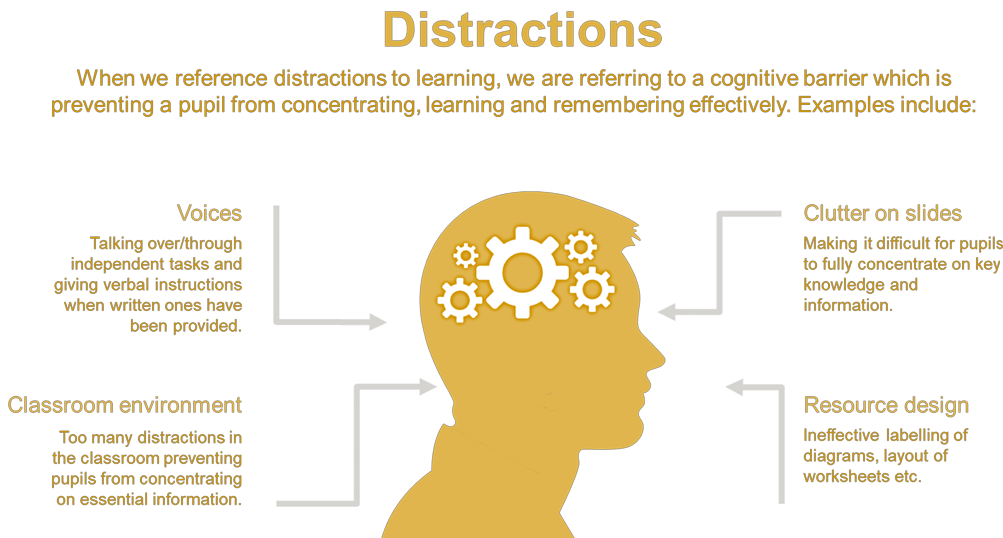 Distractions
When we reference distractions to learning, we are referring to a cognitive barrier which is
preventing a pupil from concentrating, learning and remembering effectively. Examples include:
Voices
Talking over/through
independent tasks and
giving verbal instructions
when written ones have
been provided.
Clutter on slides
Making it difficult for pupils
to fully concentrate on key
knowledge and
information.
Classroom environment
Too many distractions in
the classroom preventing
pupils from concentrating
on essential information.
Resource design
Ineffective labelling of
diagrams, layout of
worksheets etc.